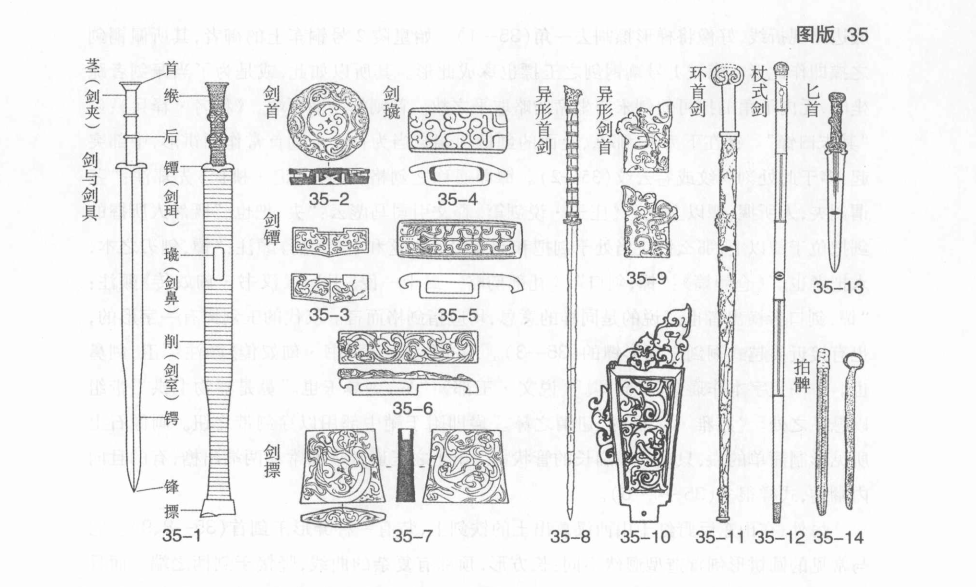 图版 35
剑与剑具
茎(剑夹)
首
缑
后
镡(剑珥)
璏(剑鼻)
削(剑室)
锷
锋
摽
35-1
剑首
35-2
剑镡
35-3
剑璏
35-4
35-5
35-6
剑摽
35-7
异形首剑
35-8
异形剑首
35-9
35-10
环首剑
35-11
杖式剑
35-12
匕首
35-13
拍髀
35-14